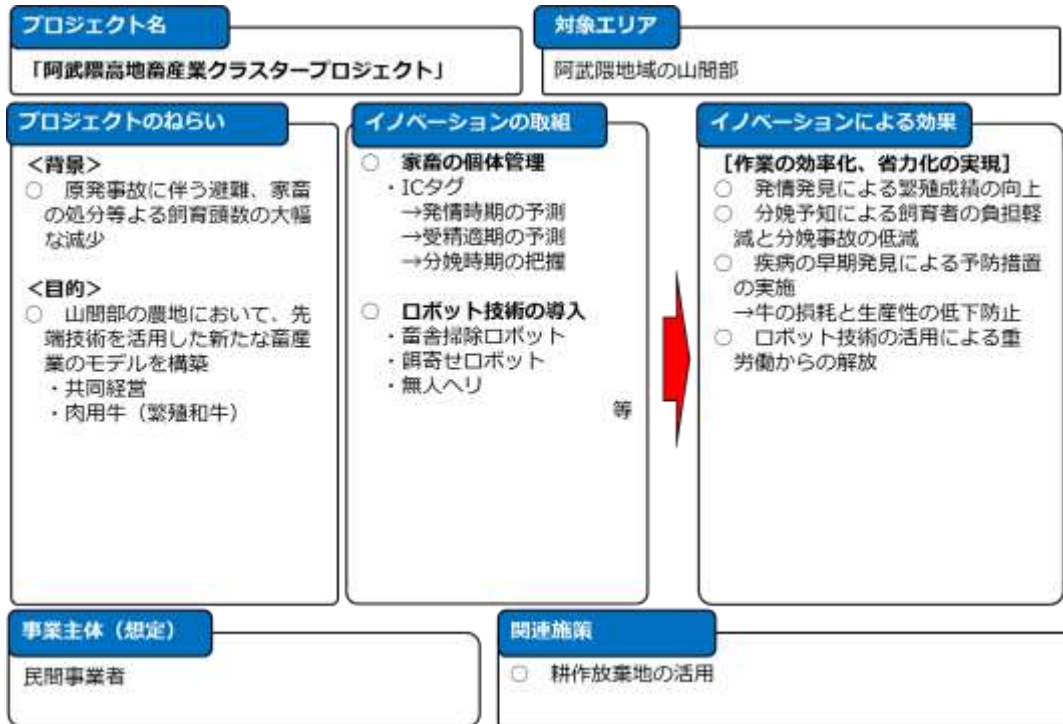 プロジェクト名
「阿武隈高地畜産業クラスタープロジェクト」
対象エリア
阿武隈地域の山間部
プロジェクトのねらい
<背景>
○ 原発事故に伴う避難、家畜
の処分等よる飼育頭数の大幅
な減少
<目的>
○ 山間部の農地において、先
端技術を活用した新たな畜産
業のモデルを構築
・共同経営
・肉用牛（繁殖和牛）
イノベーションの取組
○ 家畜の個体管理
・ICタグ
→発情時期の予測
→受精適期の予測
→分娩時期の把握
○ ロボット技術の導入
・畜舎掃除ロボット
・餌寄せロボット
・無人ヘリ
等
イノベーションによる効果
［作業の効率化、省力化の実現］
○ 発情発見による繁殖成績の向上
○ 分娩予知による飼育者の負担軽
減と分娩事故の低減
○ 疾病の早期発見による予防措置
の実施
→牛の損耗と生産性の低下防止
○ ロボット技術の活用による重
労働からの解放
事業主体（想定）
民間事業者
関連施策
○ 耕作放棄地の活用